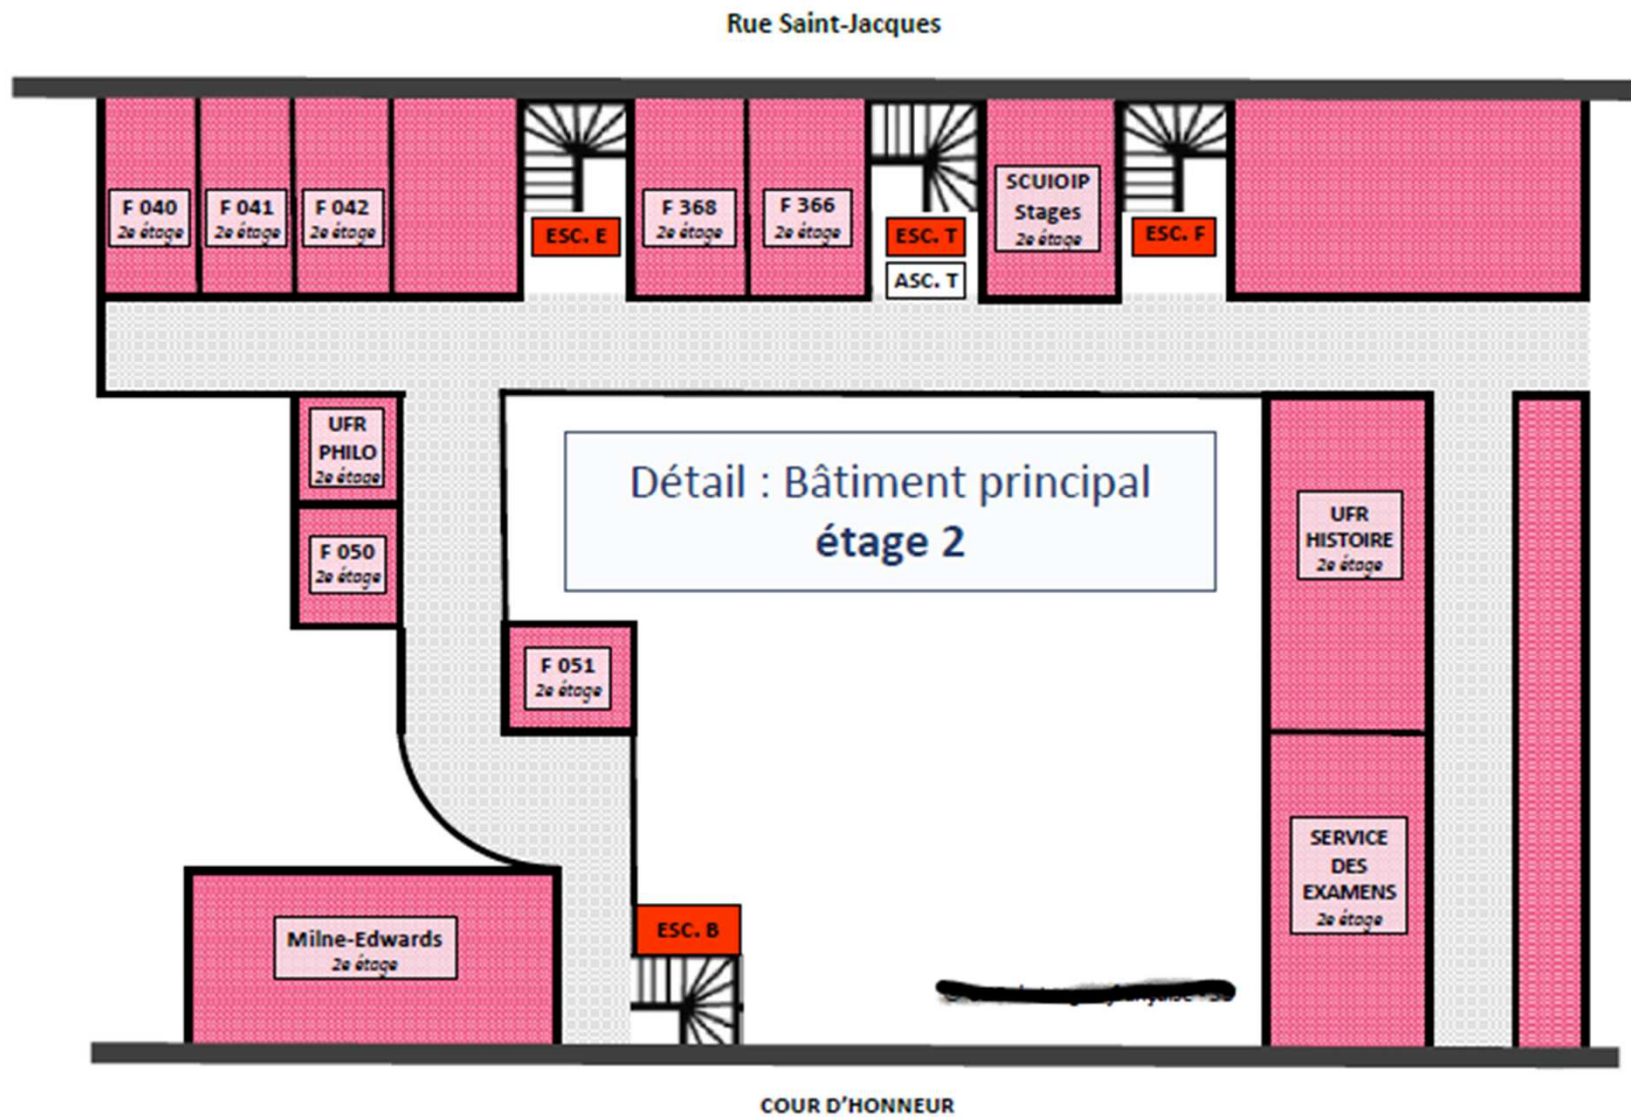 Rue Saint-Jacques
F 040
2e étage
F 041
2e étage
F 042
2e étage
ESC. E
F 368
2e étage
F 366
2e étage
ESC. T
ASC. T
SCUIOIP
Stages
2e étage
ESC. F
UFR
PHILO
2e étage
F 050
2e étage
Détail : Bâtiment principal
étage 2
F 051
2e étage
UFR
HISTOIRE
2e étage
SERVICE
DES
EXAMENS
2e étage
Milne-Edwards
2e étage
ESC. B
COUR D'HONNEUR